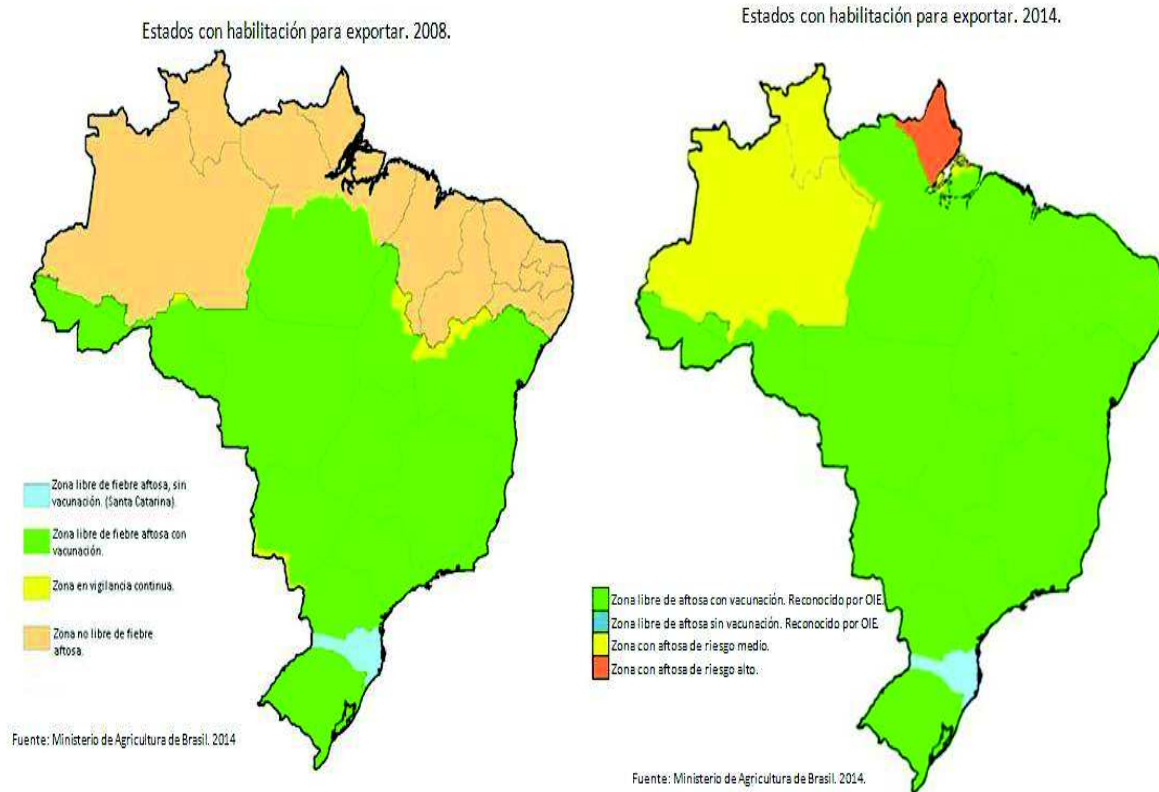 Estados con habilitación para exportar. 2008.
Zona libre de fiebre aftosa, sin
vacunación. (Santa Catarina).
Zona libre de fiebre aftosa con
vacunación.
Zona en vigilancia continua.
Zona no libre de fiebre
aftosa.
Fuente: Ministerio de Agricultura de Brasil. 2014
Estados con habilitación para exportar. 2014.
Zona libre de aftosa con vacunación. Reconocido por OIE.
Zona libre de aftosa sin vacunación. Reconocido por OIE.
Zona con aftosa de riesgo medio.
Zona con aftosa de riesgo alto.
Fuente: Ministerio de Agricultura de Brasil. 2014.